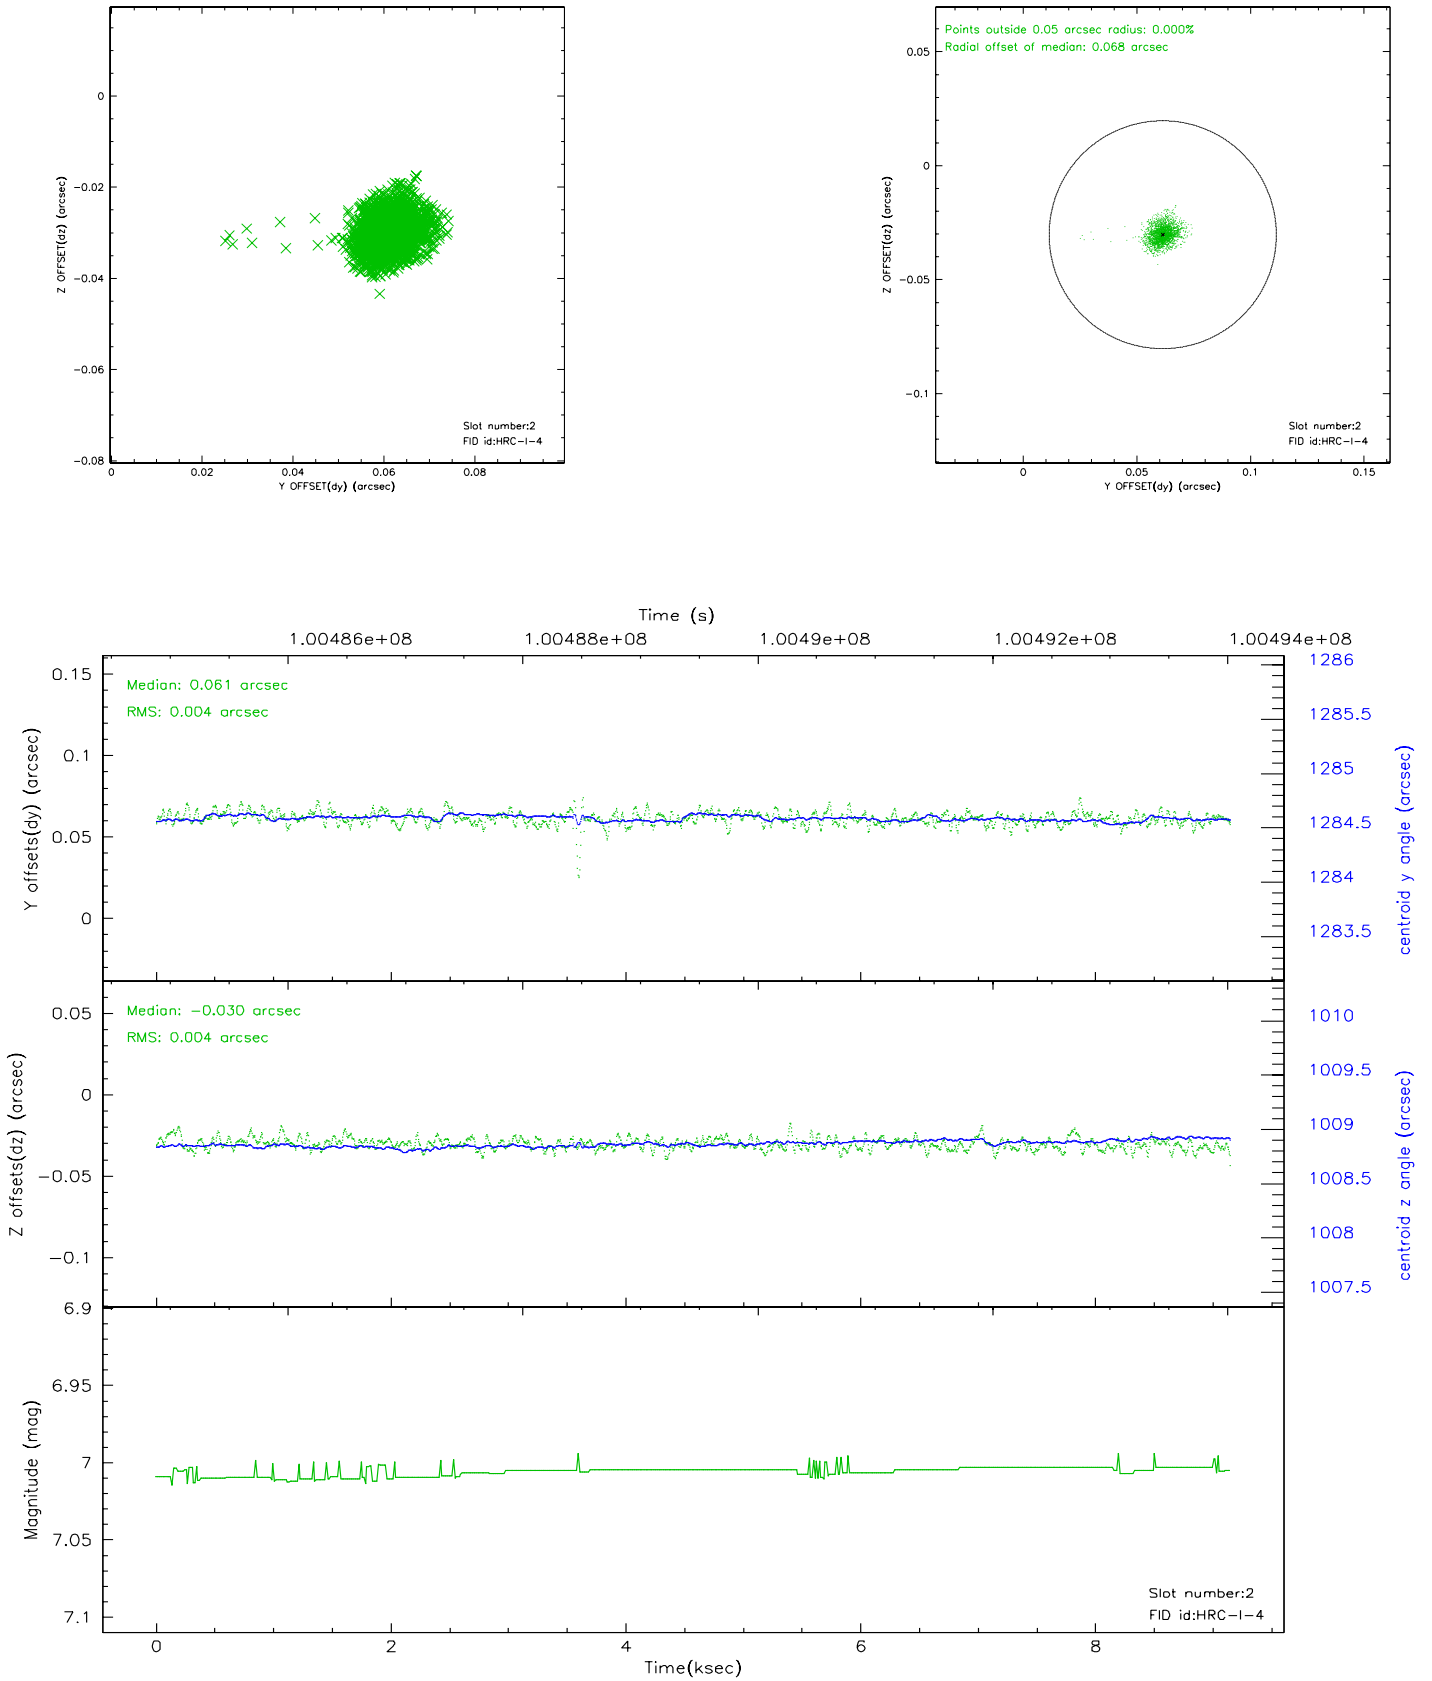 0
−0.02
−0.04
−0.06
−0.08
Z OFFSET(dz) (arcsec)
0 0.02 0.04 0.06 0.08
Y OFFSET(dy) (arcsec)
Slot number:2
FID id:HRC−I−4
Points outside 0.05 arcsec radius: 0.000%
Radial offset of median: 0.068 arcsec
0.05
0
−0.05
−0.1
Z OFFSET(dz) (arcsec)
0 0.05 0.1 0.15
Y OFFSET(dy) (arcsec)
Slot number:2
FID id:HRC−I−4
Time (s)
1.00486e+08 1.00488e+08 1.0049e+08 1.00492e+08 1.00494e+08
Median: 0.061 arcsec
RMS: 0.004 arcsec
0.15
0.1
0.05
0
Y offsets(dy) (arcsec)
1286
1285.5
1285
1284.5
1284
1283.5
centroid y angle (arcsec)
Median: −0.030 arcsec
RMS: 0.004 arcsec
0.05
0
−0.05
−0.1
Z offsets(dz) (arcsec)
1010
1009.5
1009
1008.5
1008
1007.5
centroid z angle (arcsec)
6.9
6.95
7
7.05
7.1
Magnitude (mag)
Slot number:2
FID id:HRC−I−4
0 2 4 6 8
Time(ksec)